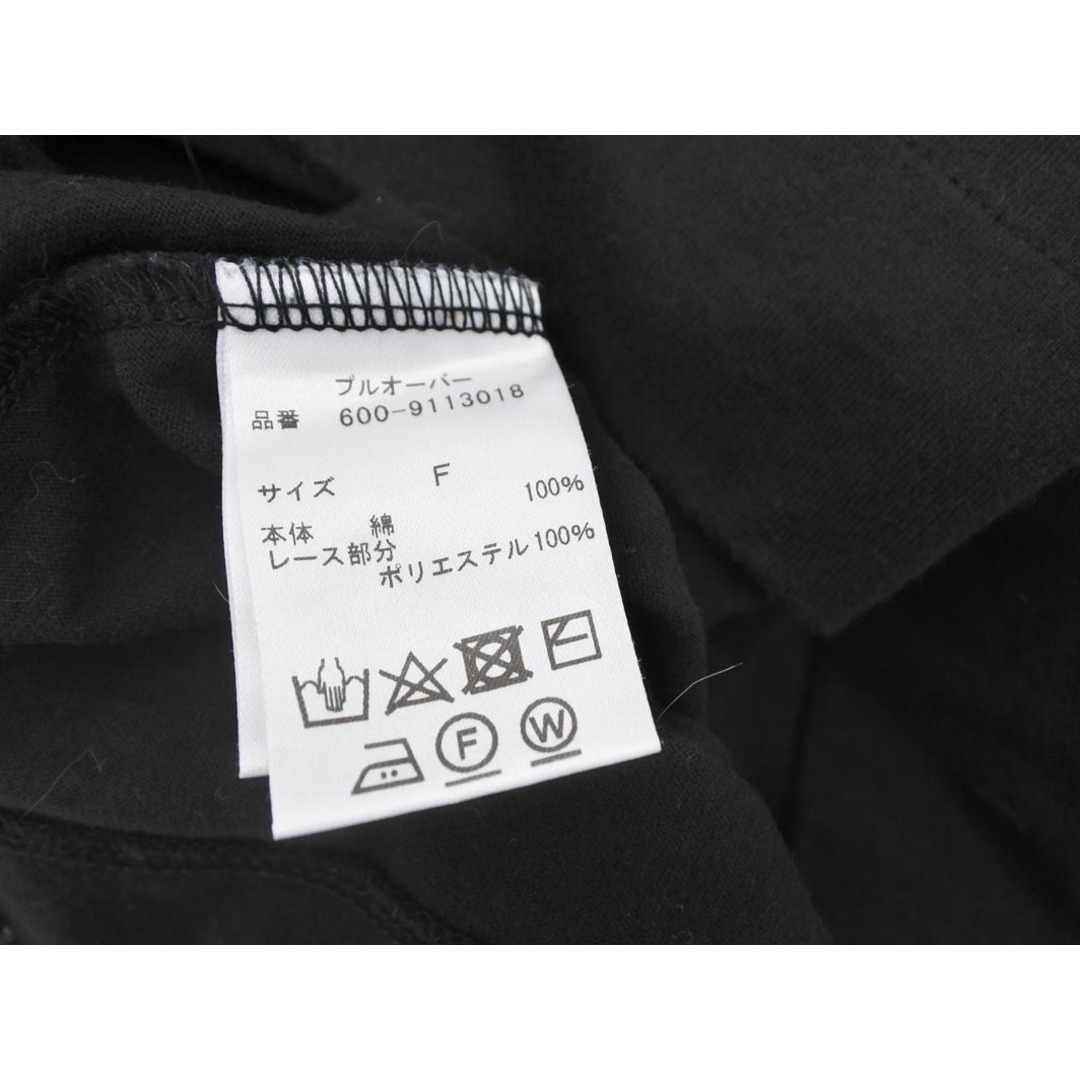 プルオーバー
品番 600-9113018
サイズ F
本体 綿 100%
レース部分
ポリエステル100%
F W